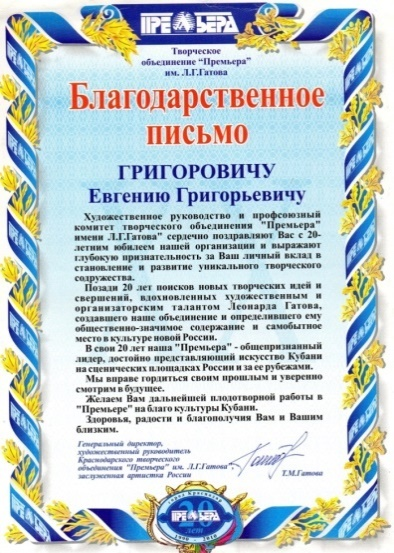 ПРЕМЬЕРА
Творческое
объединение "Премьера"
им. Л.Г.Гатова
Благодарственное
письмо
ГРИГОРОВИЧУ
Евгению Григорьевичу
Художественное руководство и профсоюзный
комитет творческого объединения "Премьера"
имени Л.Г.Гатова" сердечно поздравляют Вас с 20-
летним юбилеем нашей организации и выражают
глубокую признательность за Ваш личный вклад в
становление и развитие уникального творческого
содружества.
Позади 20 лет поисков новых творческих идей и
свершений, вдохновленных художественным и
организаторским талантом Леонарда Гатова,
создавшего наше объединение и определившего ему
общественно-значимое содержание и самобытное
место в культуре новой России.
В свои 20 лет наша "Премьера" - общепризнанный
лидер, достойно представляющий искусство Кубани
на сценических площадках России и за ее рубежами.
Мы вправе гордиться своим прошлым и уверенно
смотрим в будущее.
Желаем Вам дальнейшей плодотворной работы в
"Премьере" на благо культуры Кубани.
Здоровья, радости и благополучия Вам и Вашим
близким.
Генеральный директор,
художественный руководитель
Краснодарского творческого
объединения "Премьера" им. Л.Г.Гатова",
заслуженная артистка России
Т.М.Гатова
ПРЕМЬЕРА
лет
1990 - 2010